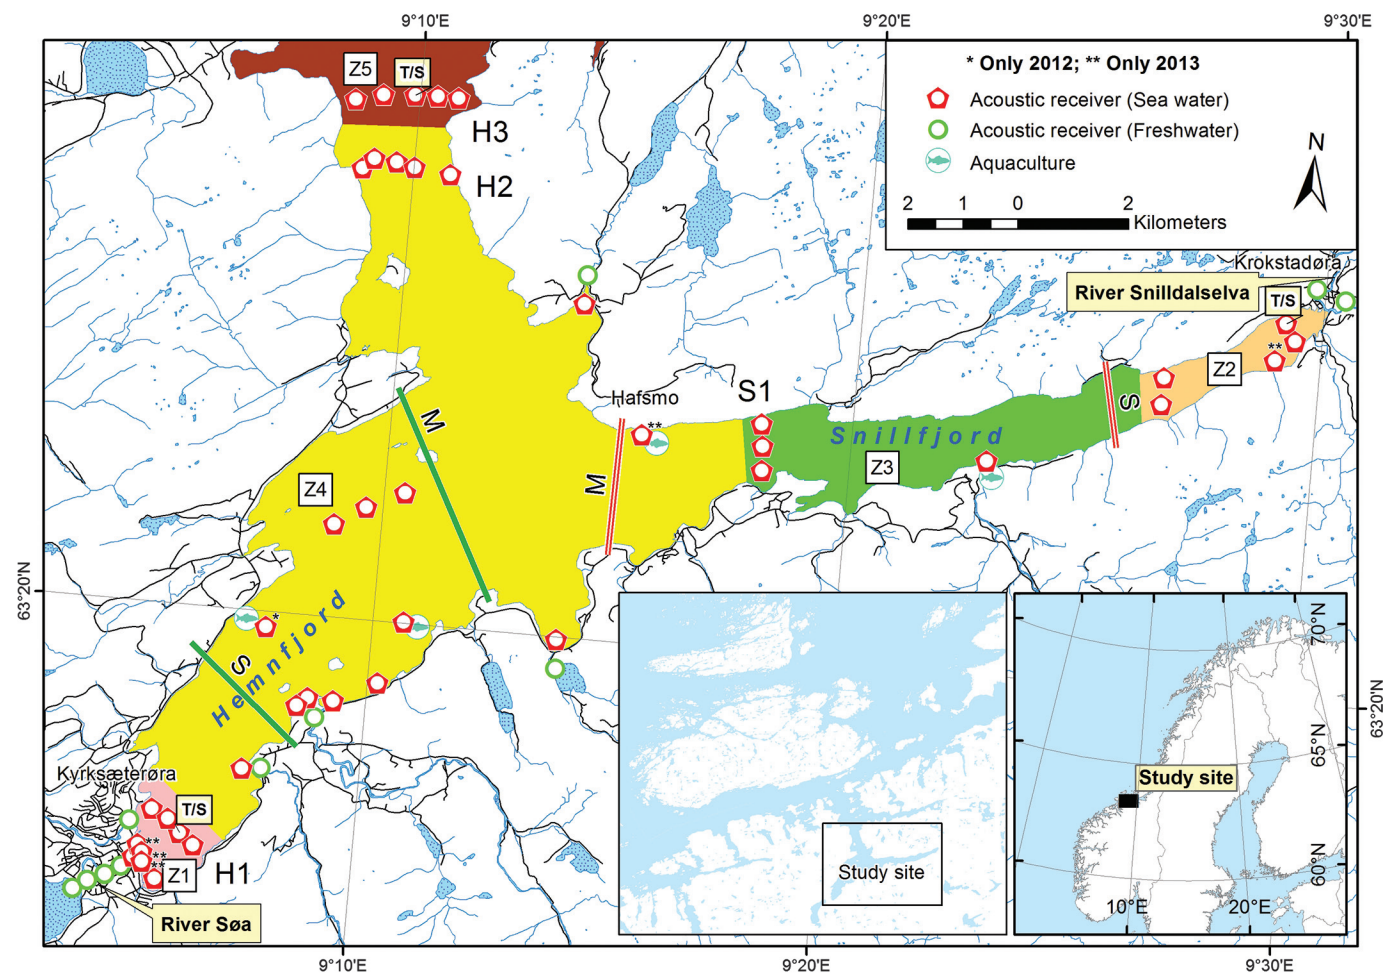 9°10'E
9°20'E
9°30'E
* Only 2012; ** Only 2013
Acoustic receiver (Sea water)
Acoustic receiver (Freshwater)
Aquaculture
N
2 1 0 2
Kilometers
Z5
T/S
H3
H2
Krokstadøra
River Snilldalselva
T/S
**
Z2
S
S1
Hafsmo
**
Snillfjord
Z3
M
M
Z4
63°20'N
*
Hemnfjord
S
Kyrksæterøra
T/S
**
**
**
Z1
H1
River Søa
Study site
Study site
70°N
65°N
60°N
10°E
20°E
63°20'N
9°10'E
9°20'E
9°30'E